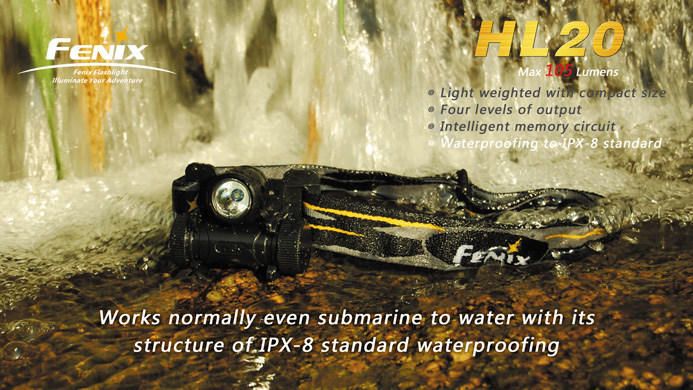 FENIX
Fenix Flashlight
Illuminate Your Adventure
HL20
Max 105 Lumens
Light weighted with compact size
Four levels of output
Intelligent memory circuit
Waterproofing to IPX-8 standard
FENIX
Works normally even submarine to water with its
structure of IPX-8 standard waterproofing